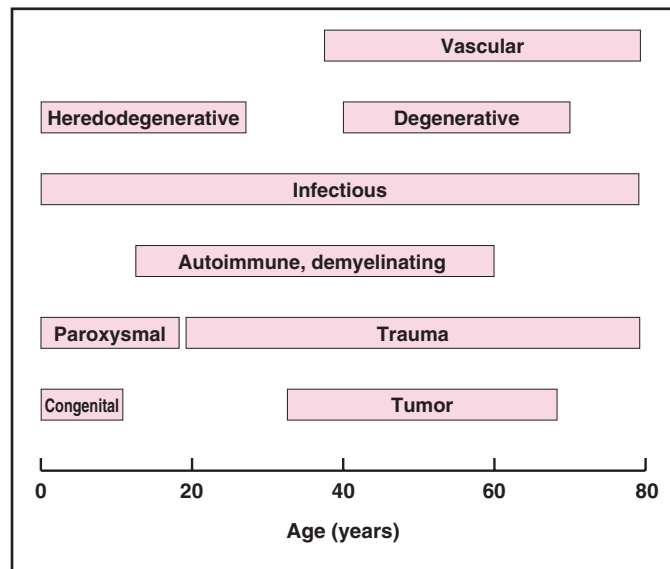 Vascular
Heredodegenerative Degenerative
Infectious
Autoimmune, demyelinating
Paroxysmal Trauma
Congenital Tumor
0 20 40 60 80
Age (years)